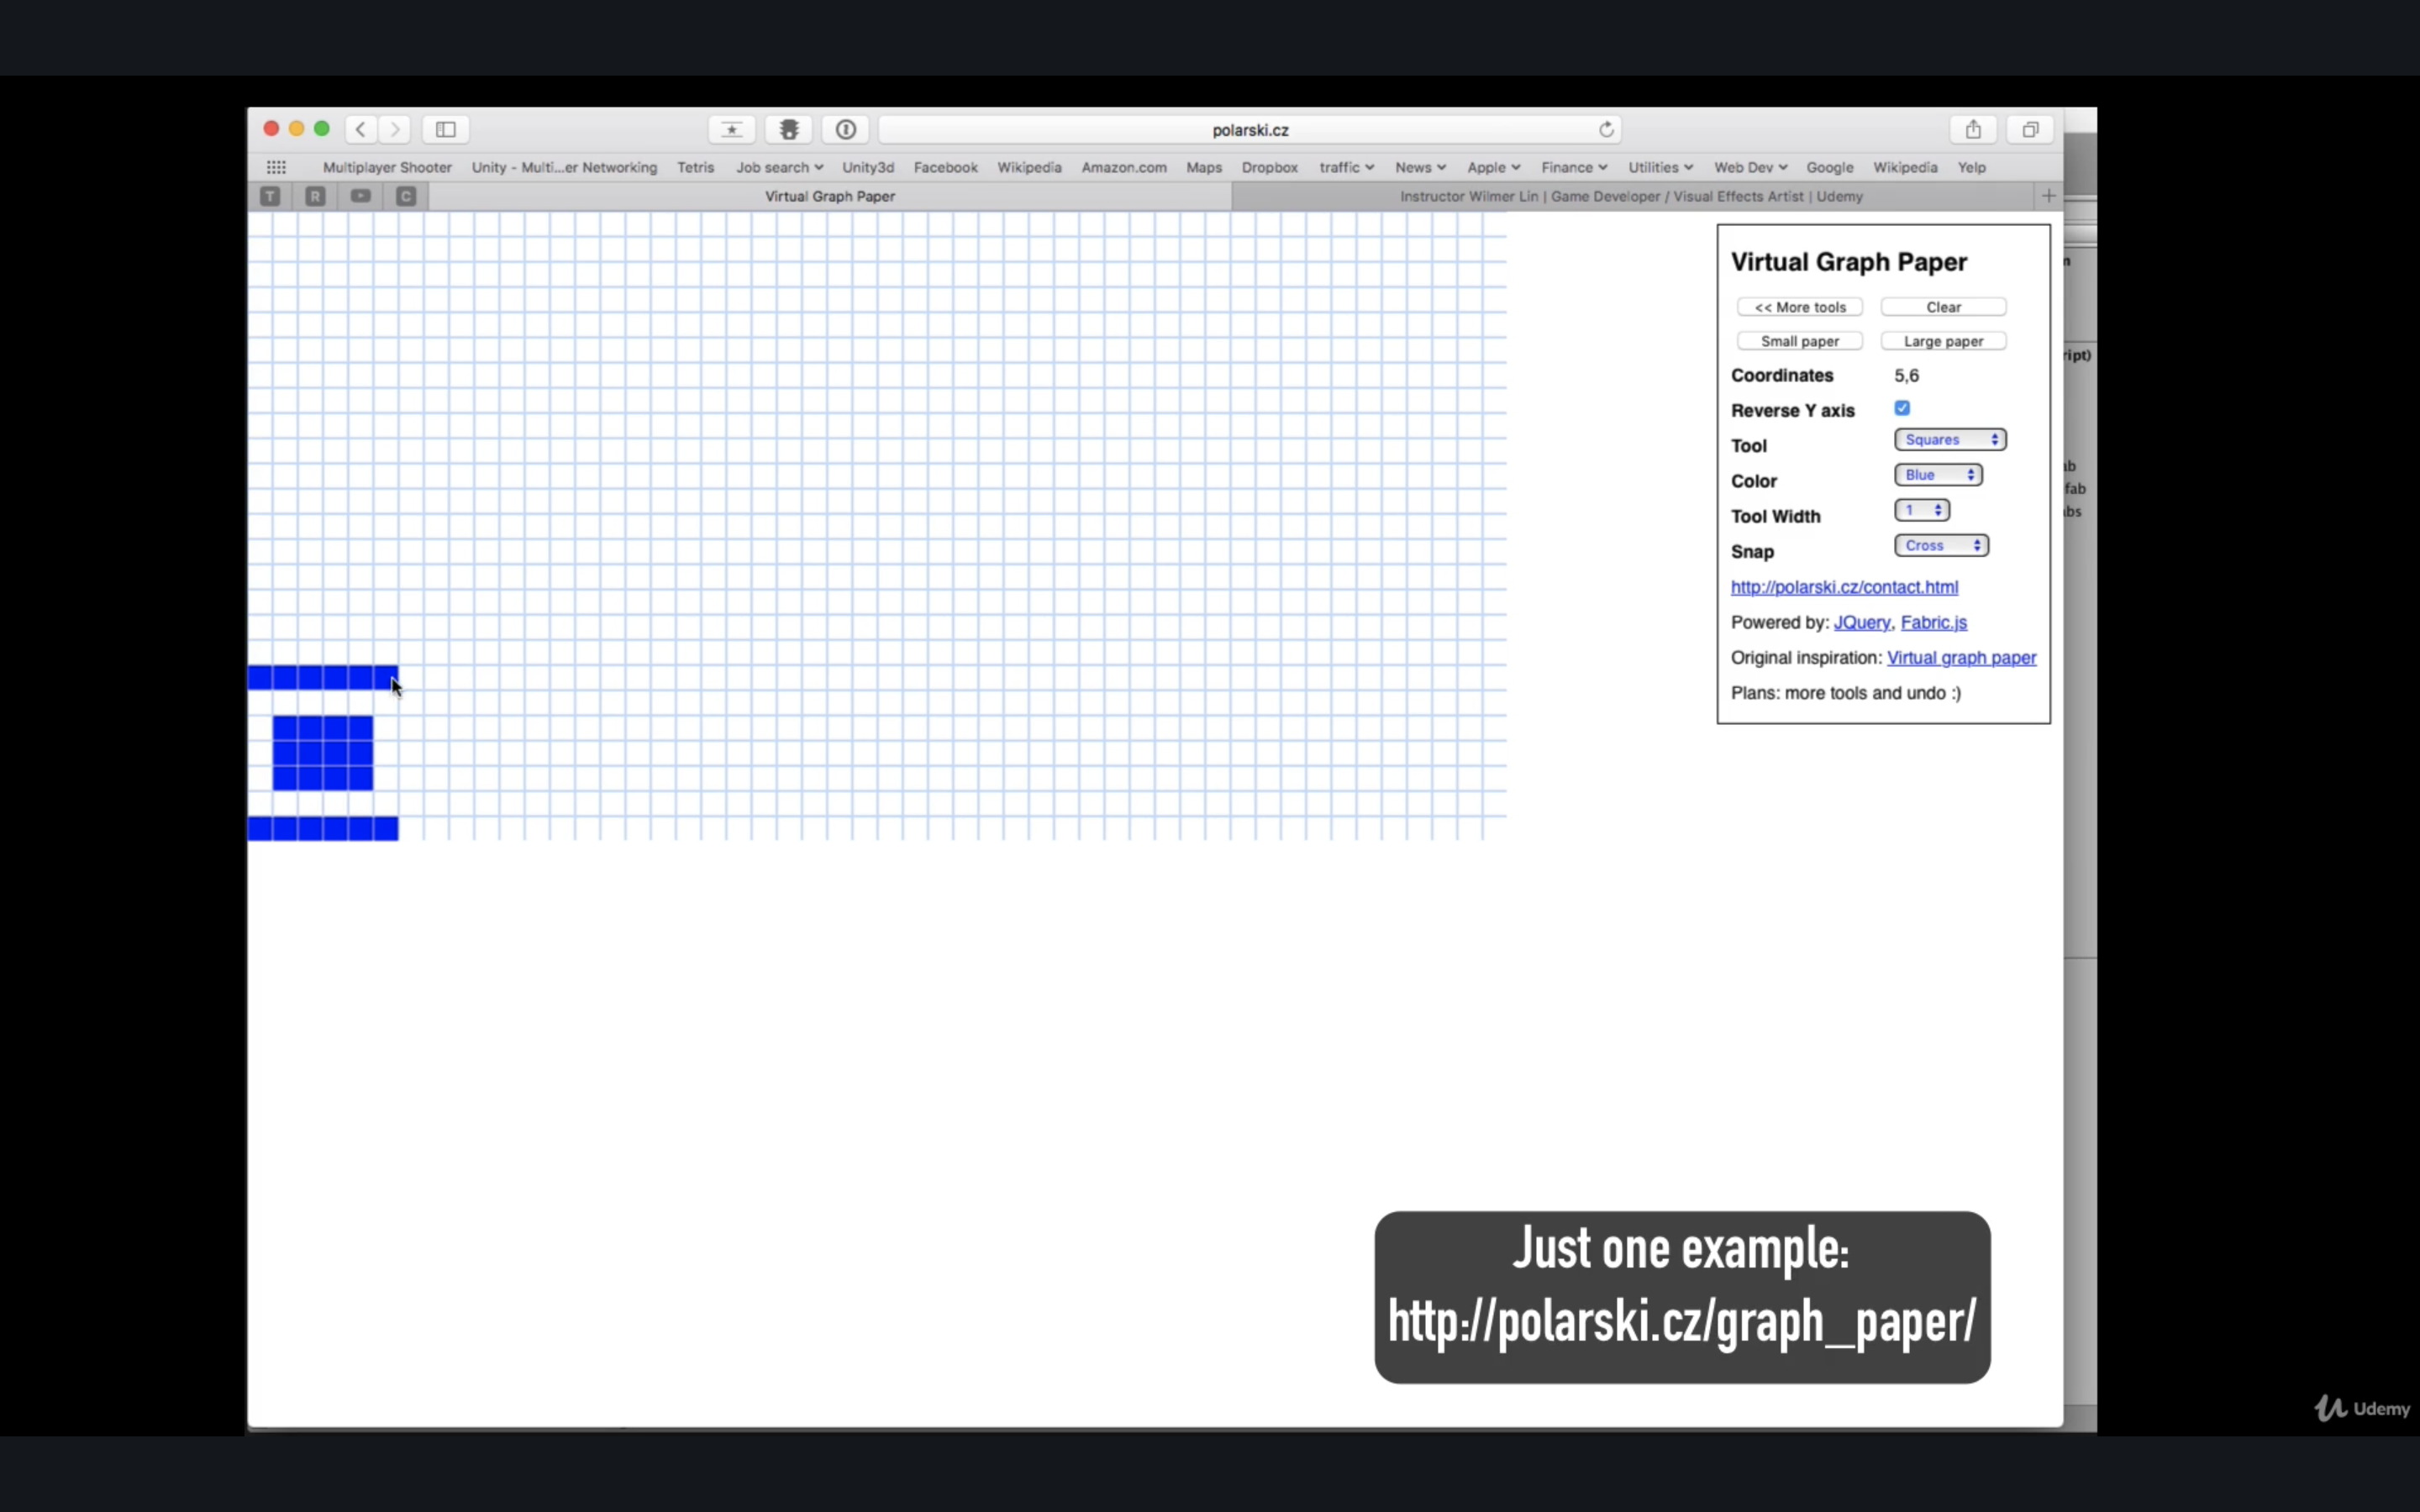 polarski.cz
Multiplayer Shooter Unity - Multi...er Networking Tetris Job search Unity3d Facebook Wikipedia Amazon.com Maps Dropbox traffic News Apple Finance Utilities Web Dev Google Wikipedia Yelp
T R C Virtual Graph Paper Instructor Wilmer Lin | Game Developer / Visual Effects Artist | Udemy
Virtual Graph Paper
<< More tools Clear
Small paper Large paper
Coordinates 5,6
Reverse Y axis
Tool Squares
Color Blue
Tool Width 1
Snap Cross
http://polarski.cz/contact.html
Powered by: JQuery, Fabric.js
Original inspiration: Virtual graph paper
Plans: more tools and undo :)
ript)
fab
Just one example:
http://polarski.cz/graph_paper/
Udemy